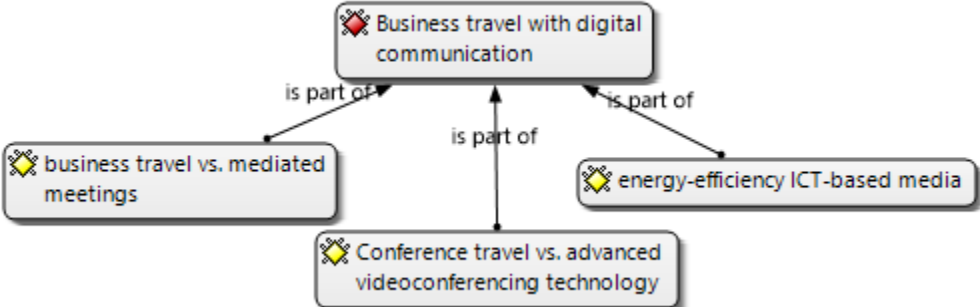 Business travel with digital
communication
is part of
is part of
is part of
business travel vs. mediated
meetings
energy-efficiency ICT-based media
Conference travel vs. advanced
videoconferencing technology